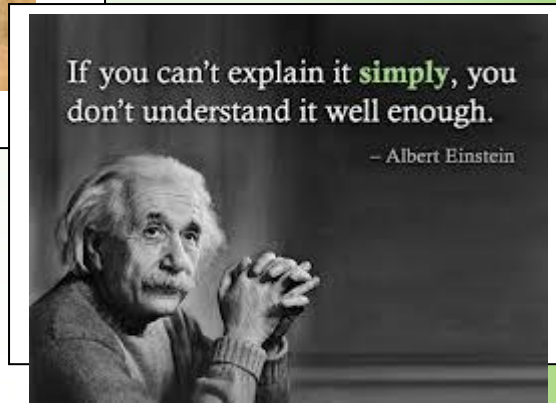 If you can't explain it simply, you
don't understand it well enough.
– Albert Einstein